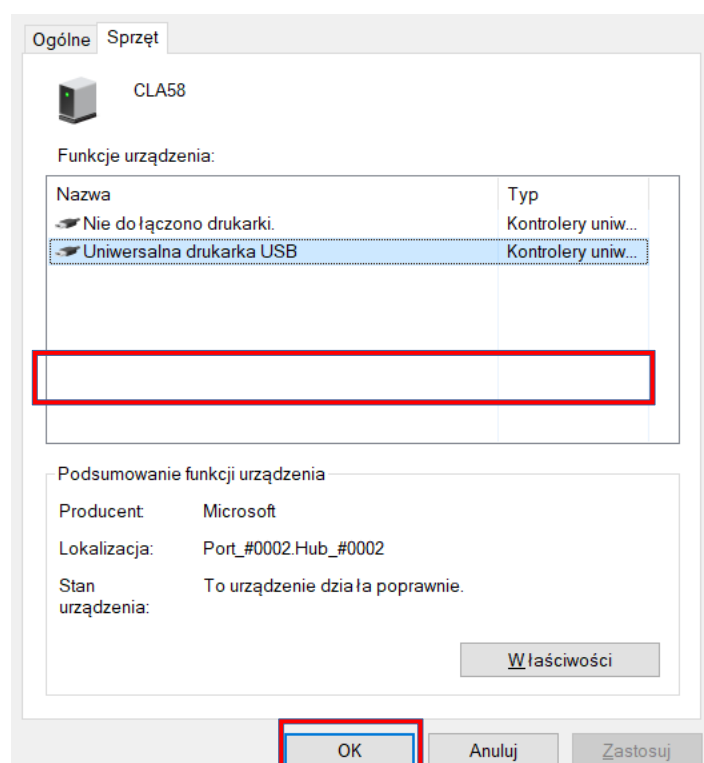 Ogólne Sprzęt
CLA58
Funkcje urządzenia:
Nazwa Typ
Nie dołączono drukarki. Kontrolery uniw...
Uniwersalna drukarka USB Kontrolery uniw...
Podsumowanie funkcji urządzenia
Producent: Microsoft
Lokalizacja: Port_#0002.Hub_#0002
Stan To urządzenie działa poprawnie.
urządzenia:
Właściwości
OK Anuluj Zastosuj